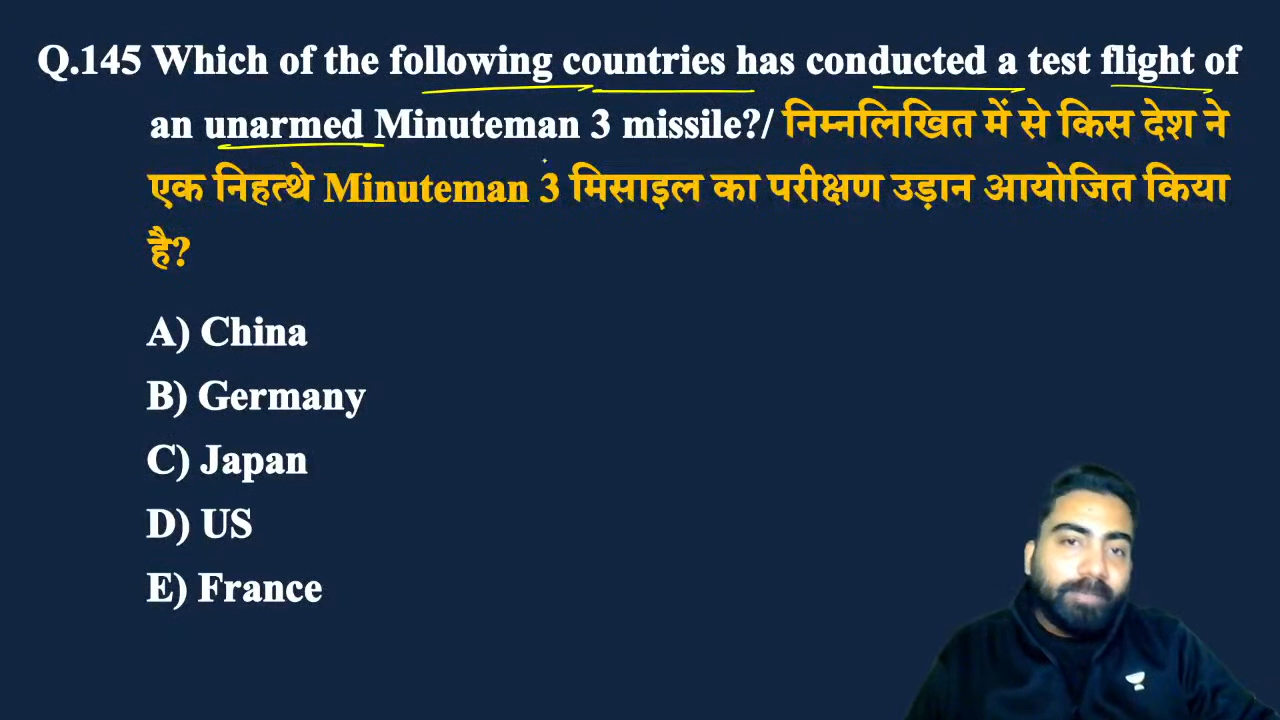 Q.145 Which of the following countries has conducted a test flight of
an unarmed Minuteman 3 missile?/ निम्नलिखित में से किस देश ने
एक निहत्थे Minuteman 3 मिसाइल का परीक्षण उड़ान आयोजित किया
है?
A) China
B) Germany
C) Japan
D) US
E) France